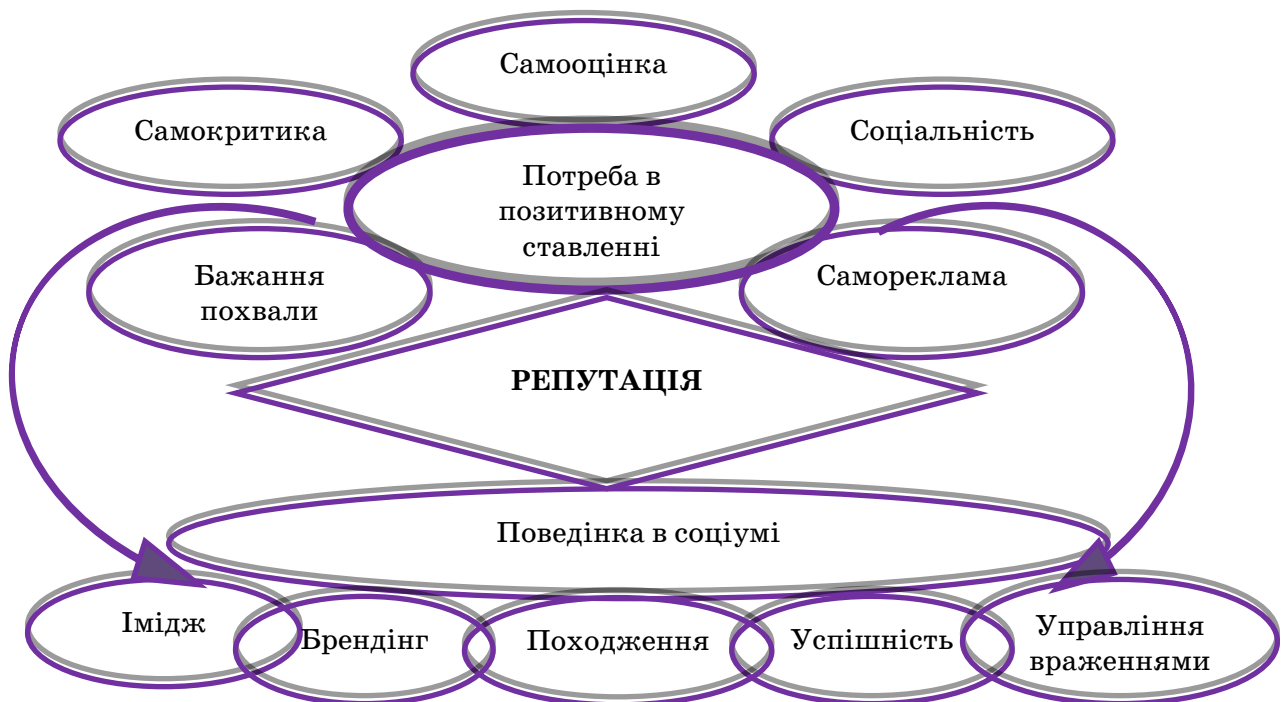 Самооцінка
Самокритика
Соціальність
Потреба в
позитивному
ставленні
Бажання
похвали
Самореклама
РЕПУТАЦІЯ
Поведінка в соціумі
Імідж
Брендінг
Походження
Успішність
Управління
враженнями